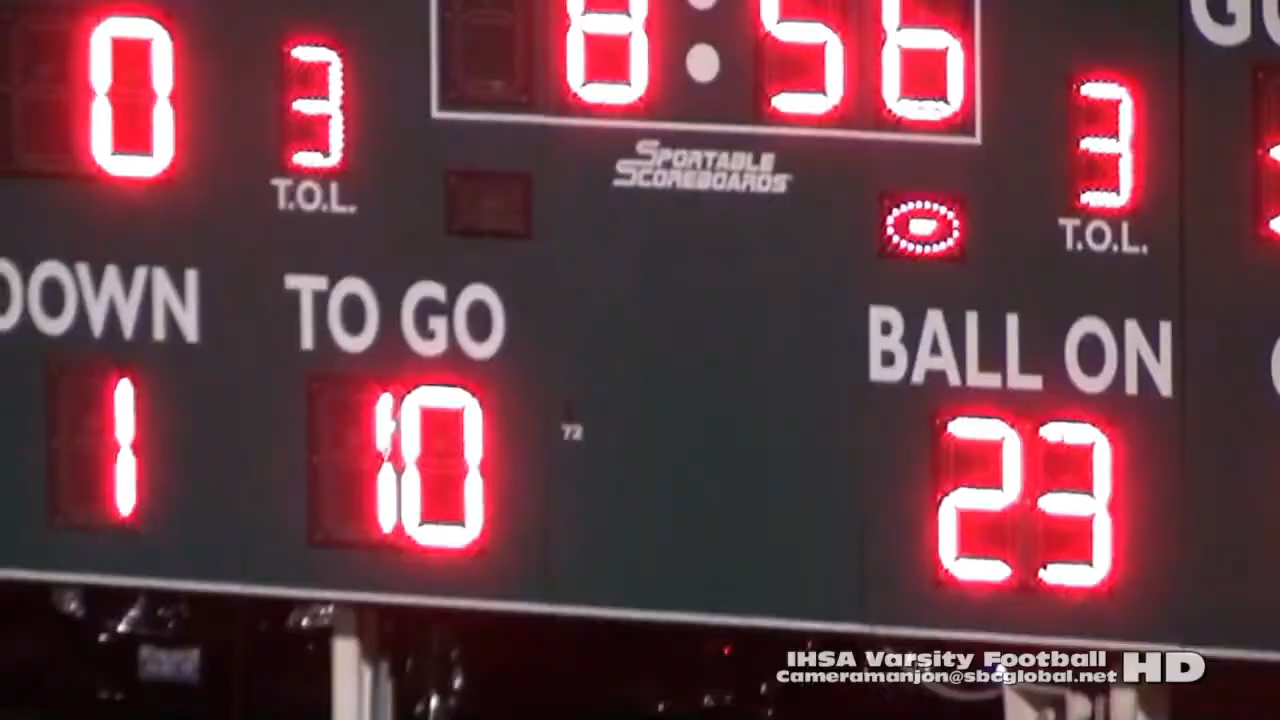 0 3 8:56 3
T.O.L. SPORTABLE
SCOREBOARDS T.O.L.
DOWN TO GO BALL ON
1 10 23
72
IHSA Varsity Football HD
Cameramanjon@sbcglobal.net